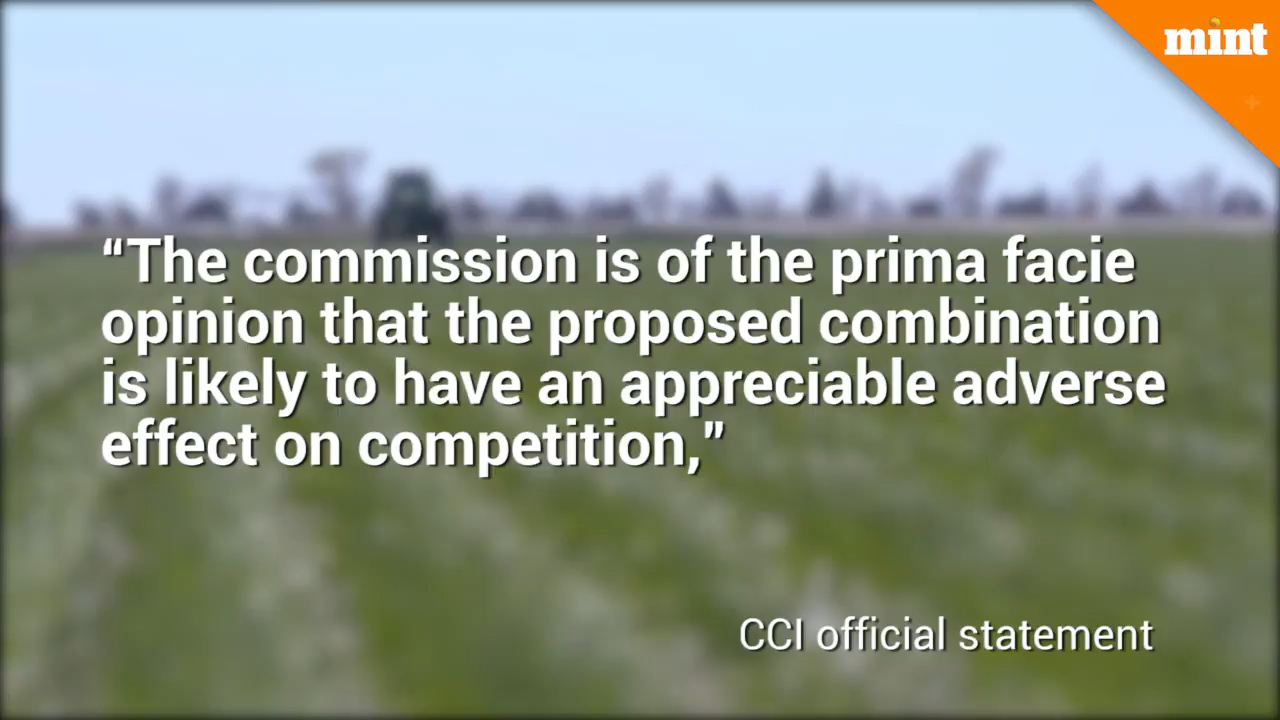 mint
“The commission is of the prima facie
opinion that the proposed combination
is likely to have an appreciable adverse
effect on competition,”
CCI official statement